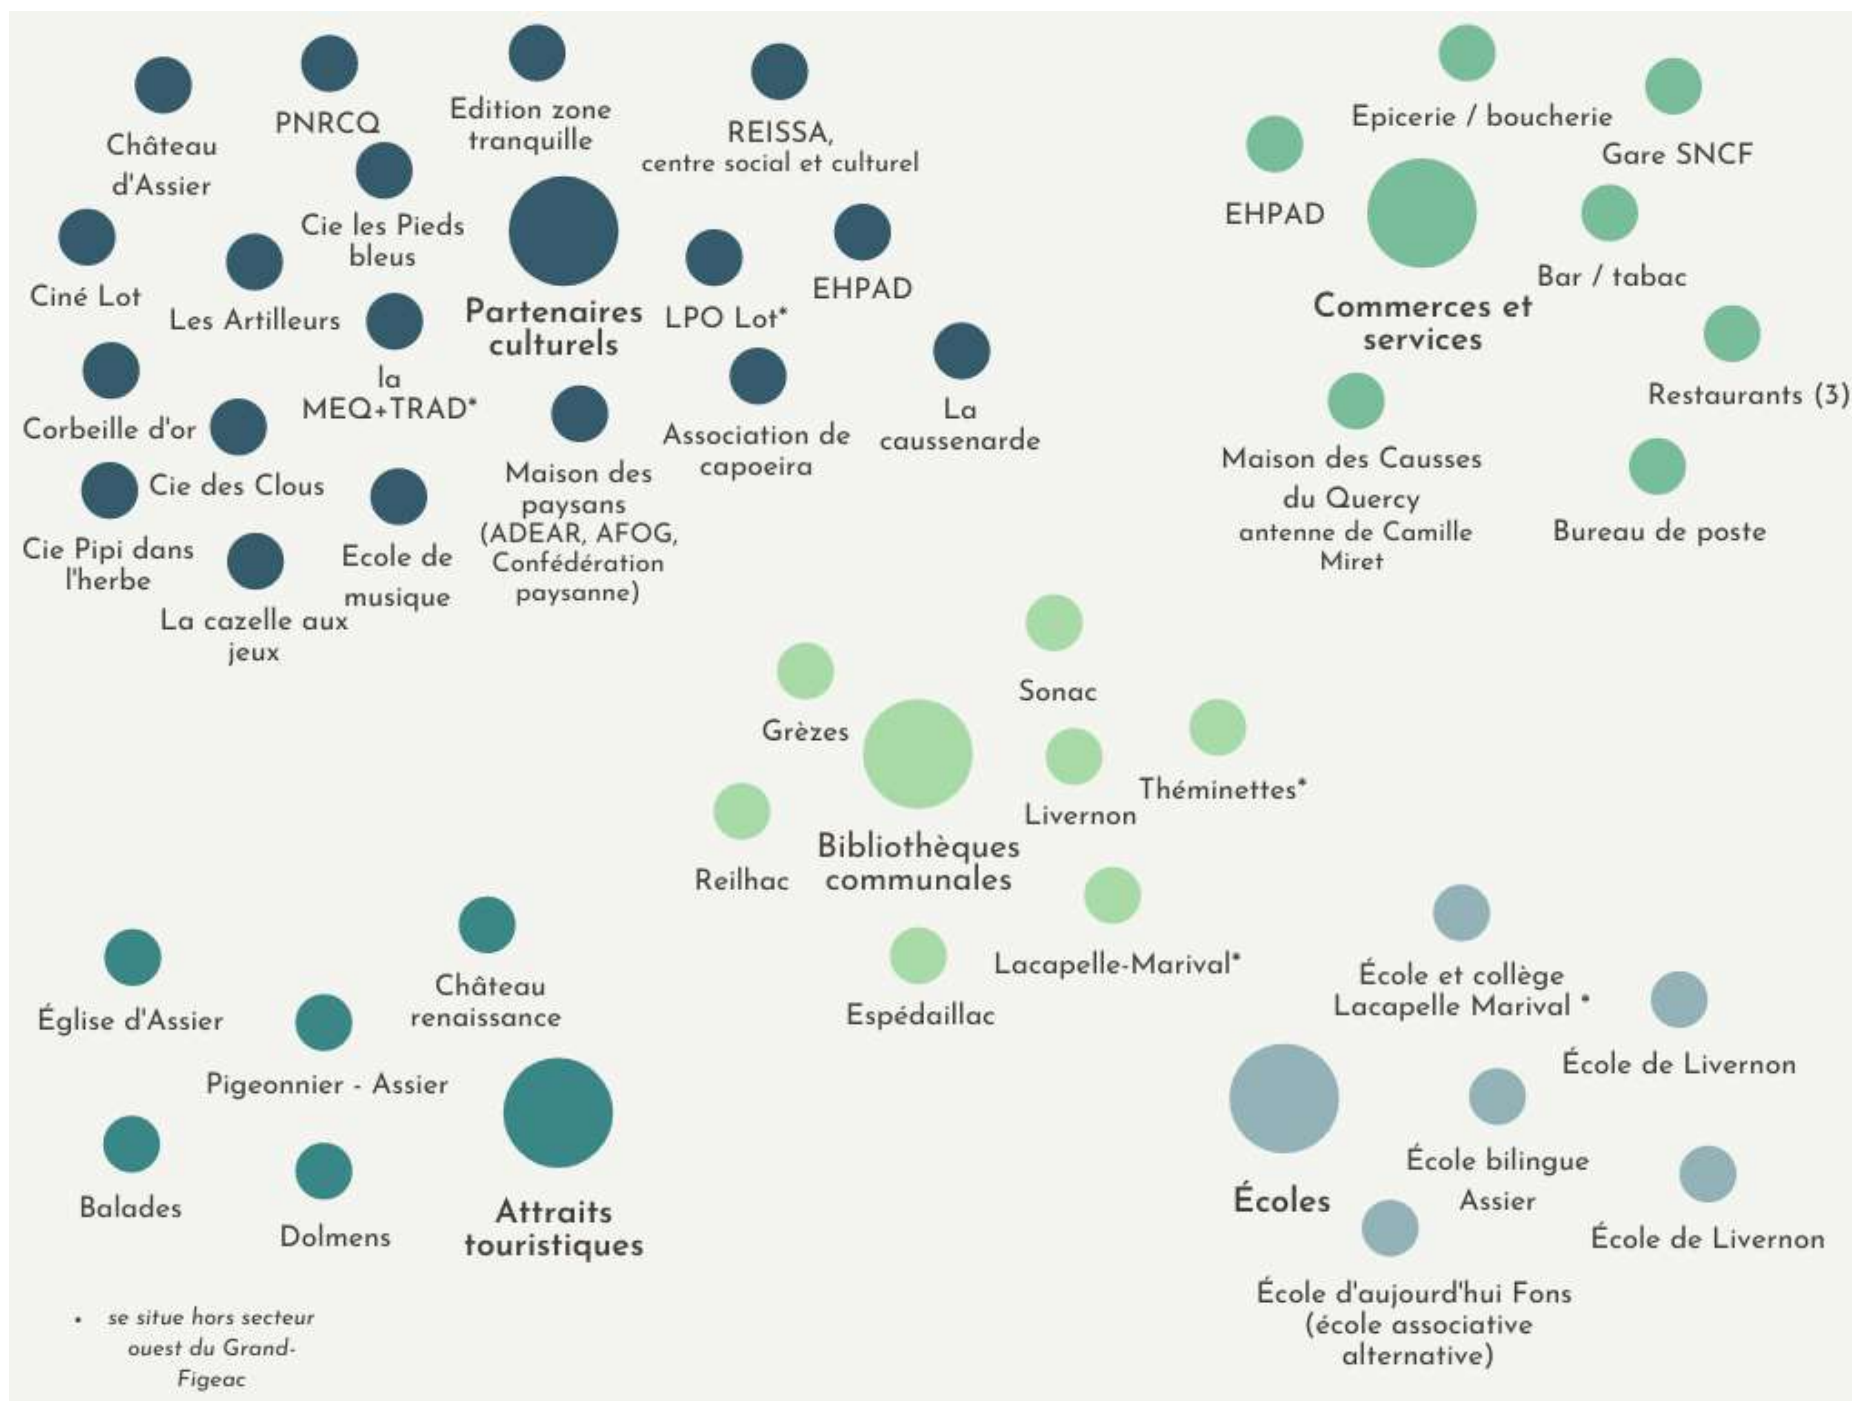 Château
d'Assier
PNRCQ
Edition zone
tranquille
REISSA,
centre social et culturel
Cie les Pieds
bleus
Ciné Lot
Les Artilleurs
Partenaires
culturels
LPO Lot*
EHPAD
la
MEQ+TRAD*
Corbeille d'or
Cie des Clous
Maison des
paysans
(ADEAR, AFOG,
Confédération
paysanne)
Association de
capoeira
La
caussenarde
Cie Pipi dans
l'herbe
Ecole de
musique
La cazelle aux
jeux
Epicerie / boucherie
Gare SNCF
EHPAD
Bar / tabac
Commerces et
services
Restaurants (3)
Maison des Causses
du Quercy
antenne de Camille
Miret
Bureau de poste
Sonac
Grèzes
Théminettes*
Livernon
Bibliothèques
communales
Reilhac
Lacapelle-Marival*
Espédaillac
Château
renaissance
Église d'Assier
Pigeonnier - Assier
Balades
Dolmens
Attraits
touristiques
École et collège
Lacapelle Marival *
École de Livernon
École bilingue
Assier
Écoles
École de Livernon
École d'aujourd'hui Fons
(école associative
alternative)
• se situe hors secteur
ouest du Grand-
Figeac